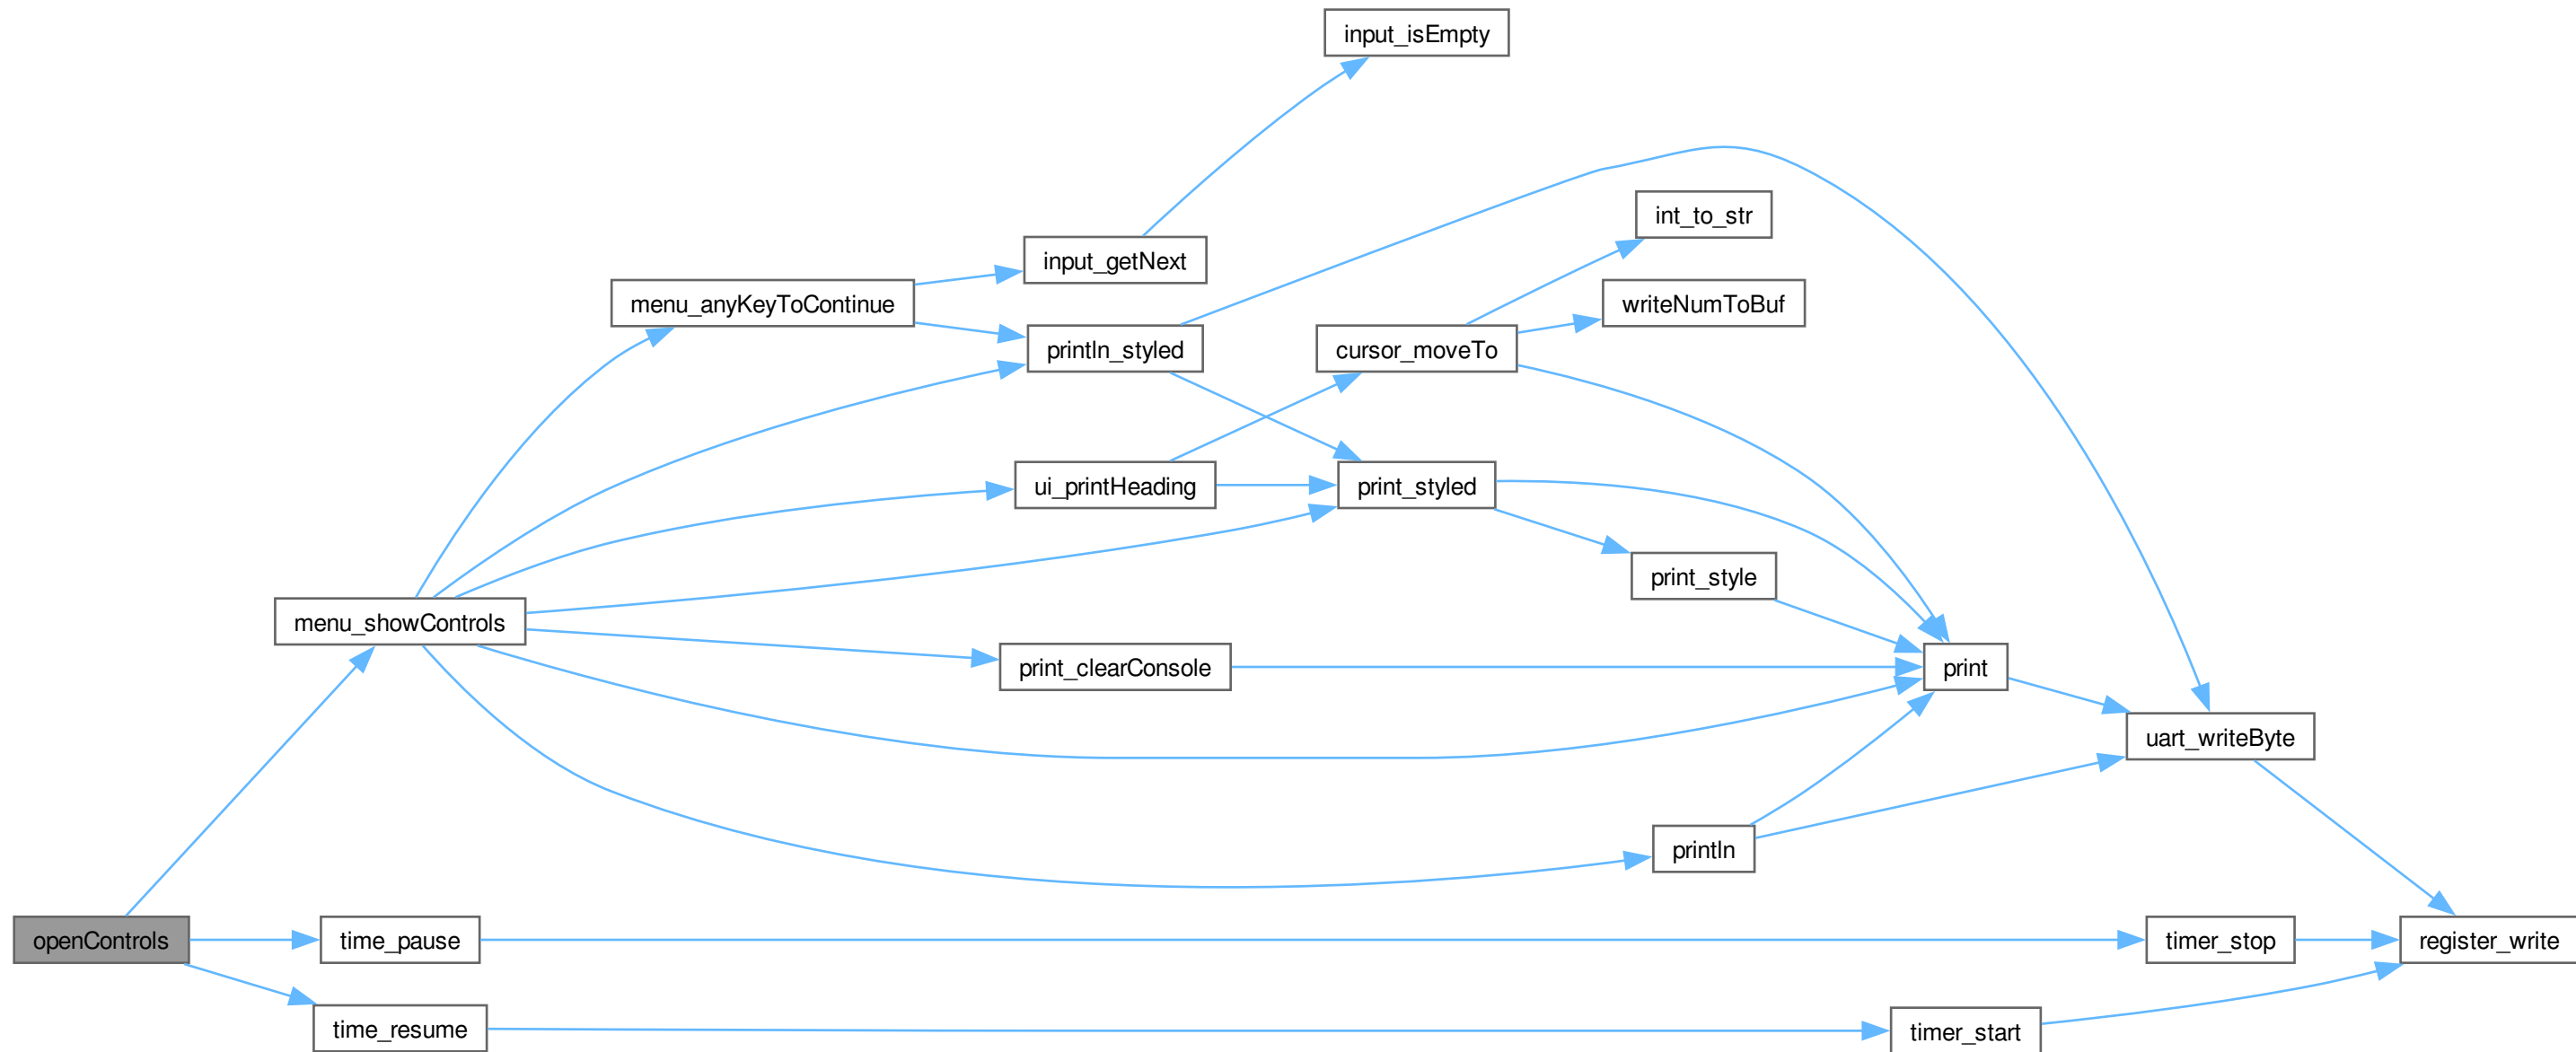 input_isEmpty
int_to_str
input_getNext
menu_anyKeyToContinue
writeNumToBuf
println_styled
cursor_moveTo
ui_printHeading
print_styled
print_style
menu_showControls
print_clearConsole
print
uart_writeByte
println
openControls
time_pause
timer_stop
register_write
time_resume
timer_start